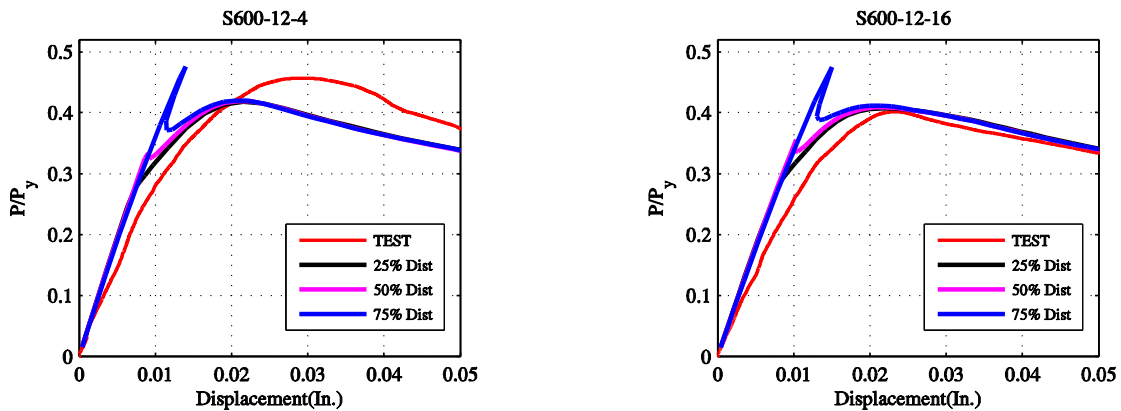 S600-12-4
0.5
0.4
0.3
0.2
0.1
0
P/Py
TEST
25% Dist
50% Dist
75% Dist
0 0.01 0.02 0.03 0.04 0.05
Displacement(In.)
S600-12-16
0.5
0.4
0.3
0.2
0.1
0
P/Py
TEST
25% Dist
50% Dist
75% Dist
0 0.01 0.02 0.03 0.04 0.05
Displacement(In.)